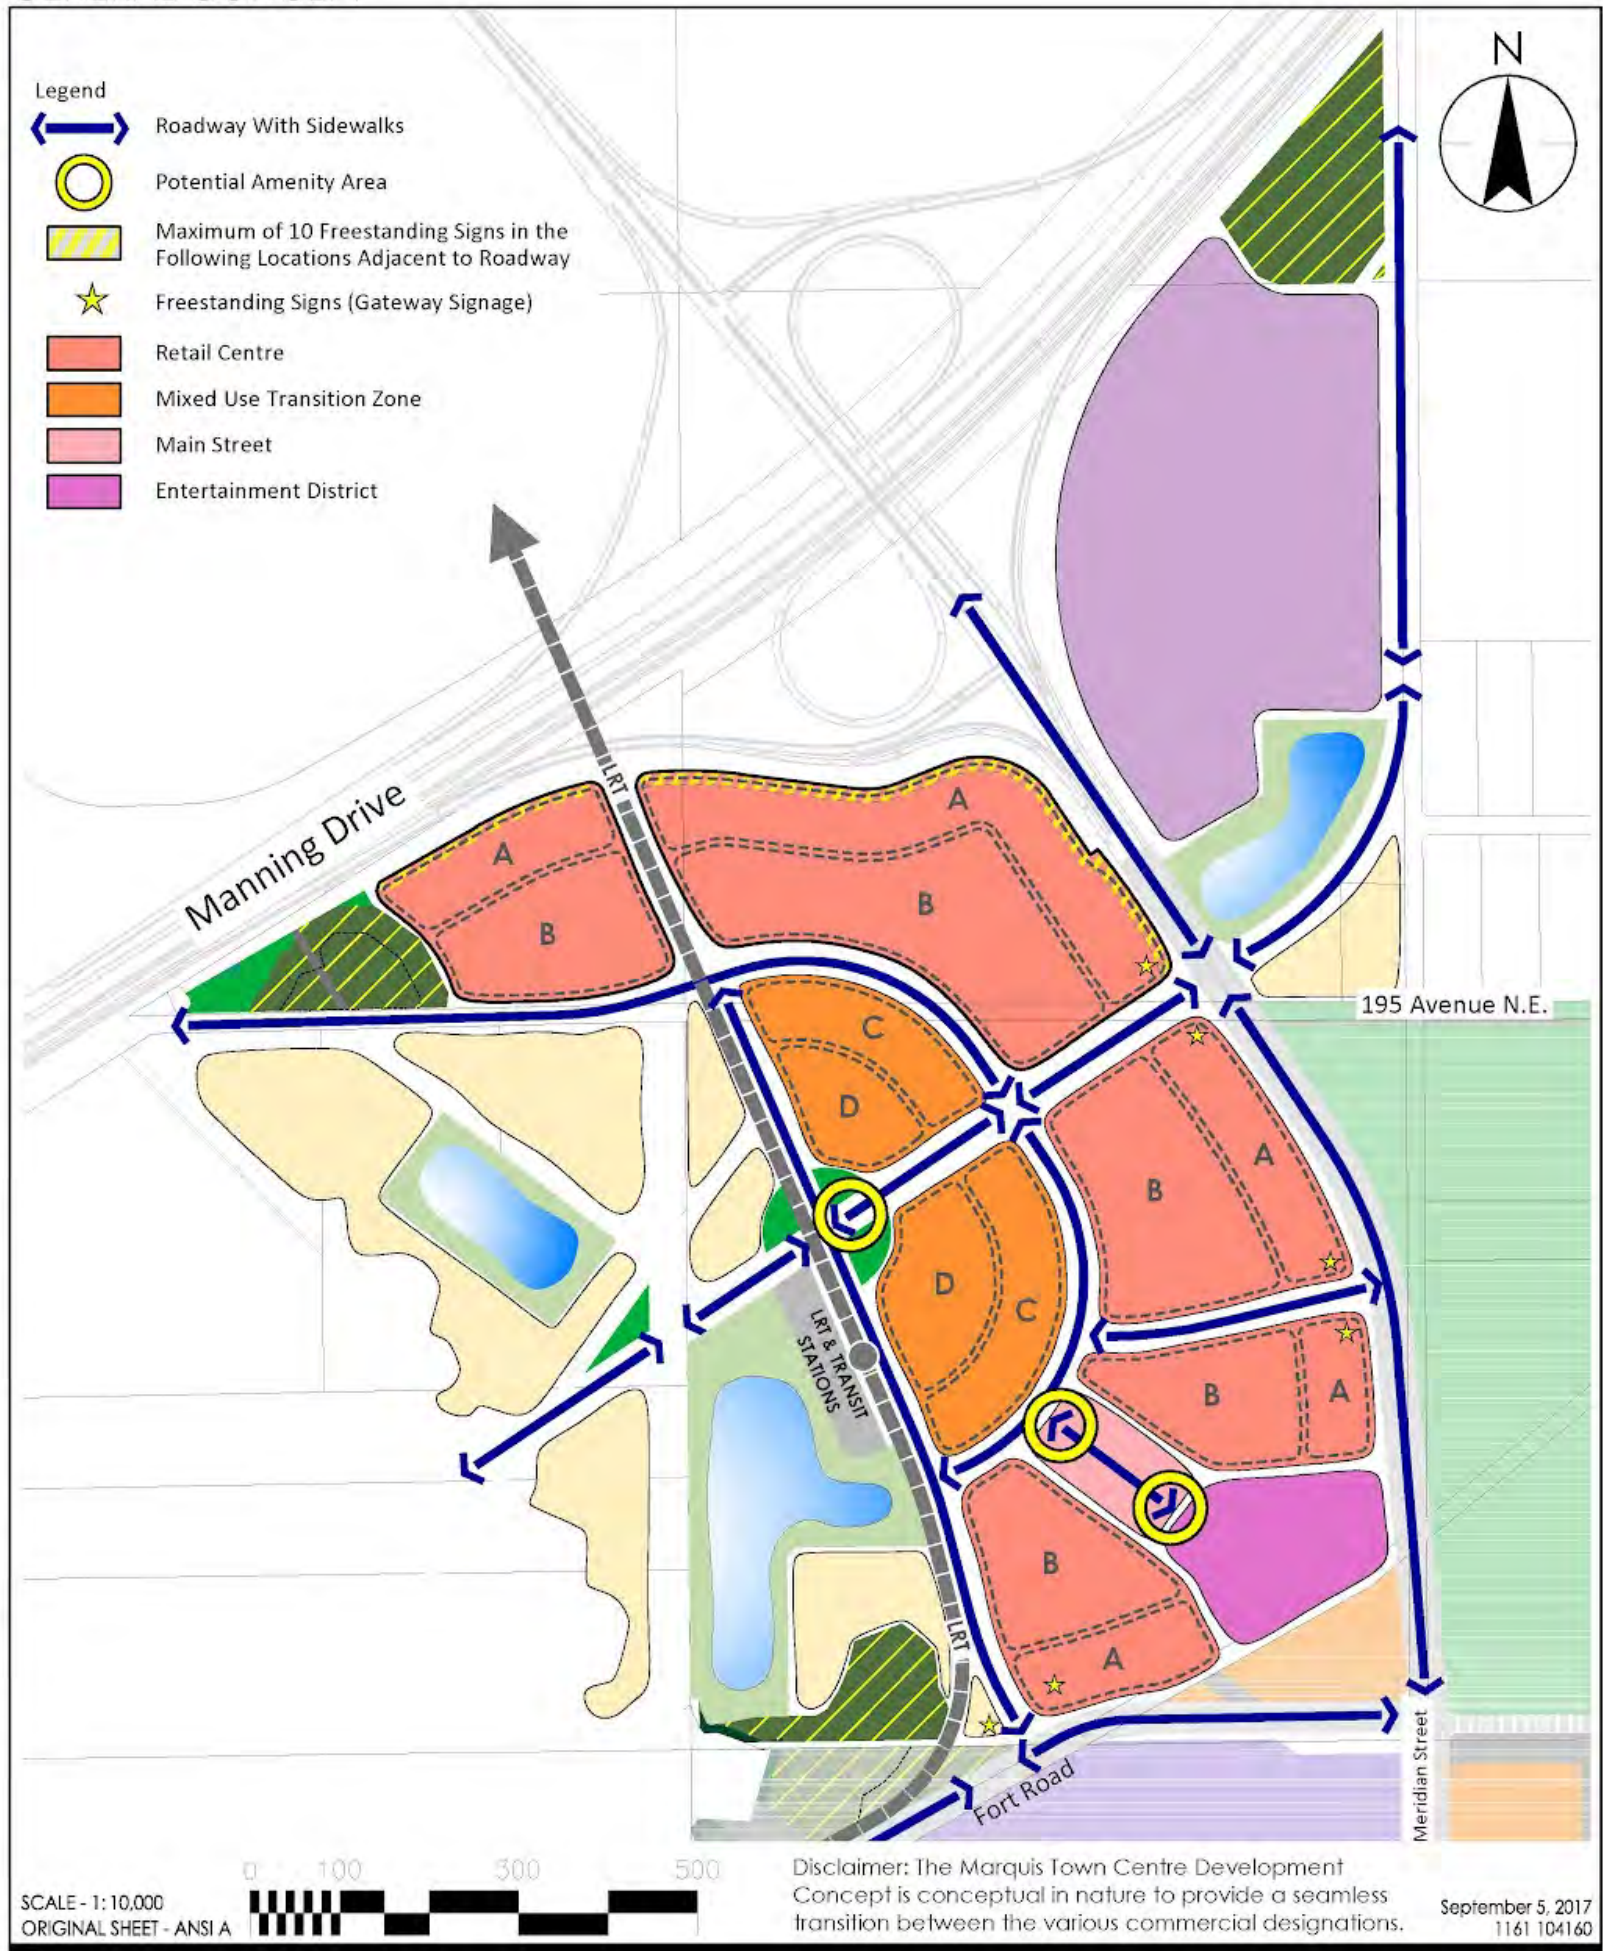 N
Legend
Roadway With Sidewalks
Potential Amenity Area
Maximum of 10 Freestanding Signs in the
Following Locations Adjacent to Roadway
Freestanding Signs (Gateway Signage)
Retail Centre
Mixed Use Transition Zone
Main Street
Entertainment District
LRT
Manning Drive
A
A
B
B
195 Avenue N.E.
C
D
A
B
D
C
LRT & TRANSIT
STATIONS
B
A
B
A
LRT
Fort Road
Meridian Street
0 100 300 500
SCALE - 1:10,000
ORIGINAL SHEET - ANSI A
Disclaimer: The Marquis Town Centre Development
Concept is conceptual in nature to provide a seamless
transition between the various commercial designations.
September 5, 2017
1161 104160